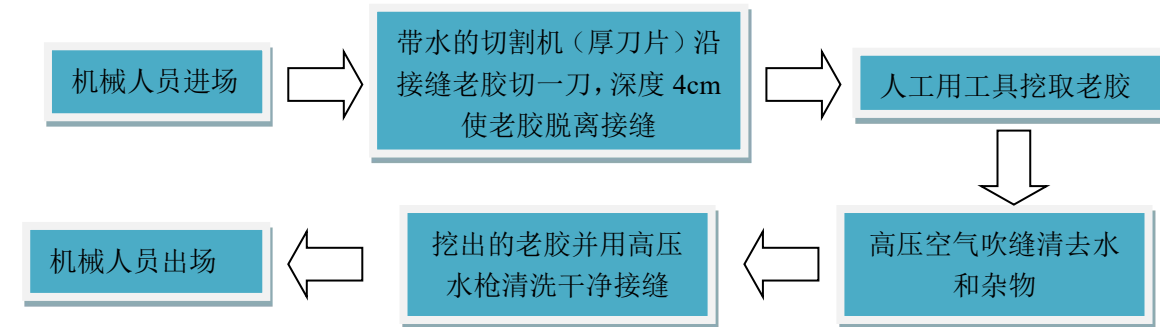 机械人员进场
带水的切割机（厚刀片）沿
接缝老胶切一刀，深度 4cm
使老胶脱离接缝
人工用工具挖取老胶
高压空气吹缝清去水
和杂物
挖出的老胶并用高压
水枪清洗干净接缝
机械人员出场